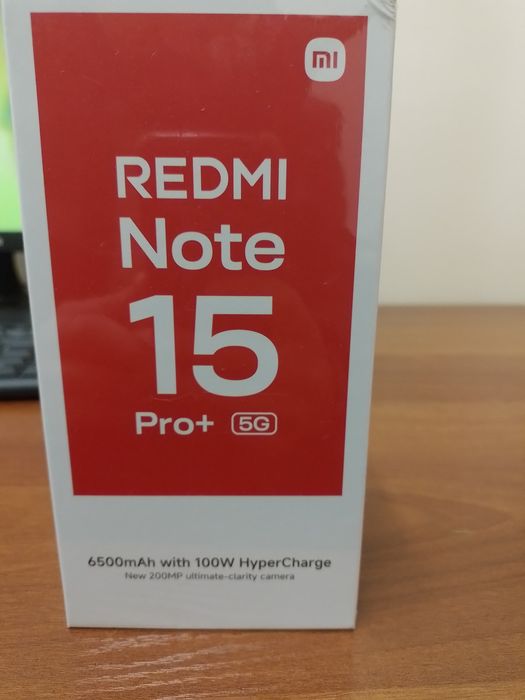 mi
REDMI
Note
15
Pro+ 5G
6500mAh with 100W HyperCharge
New 200MP ultimate-clarity camera